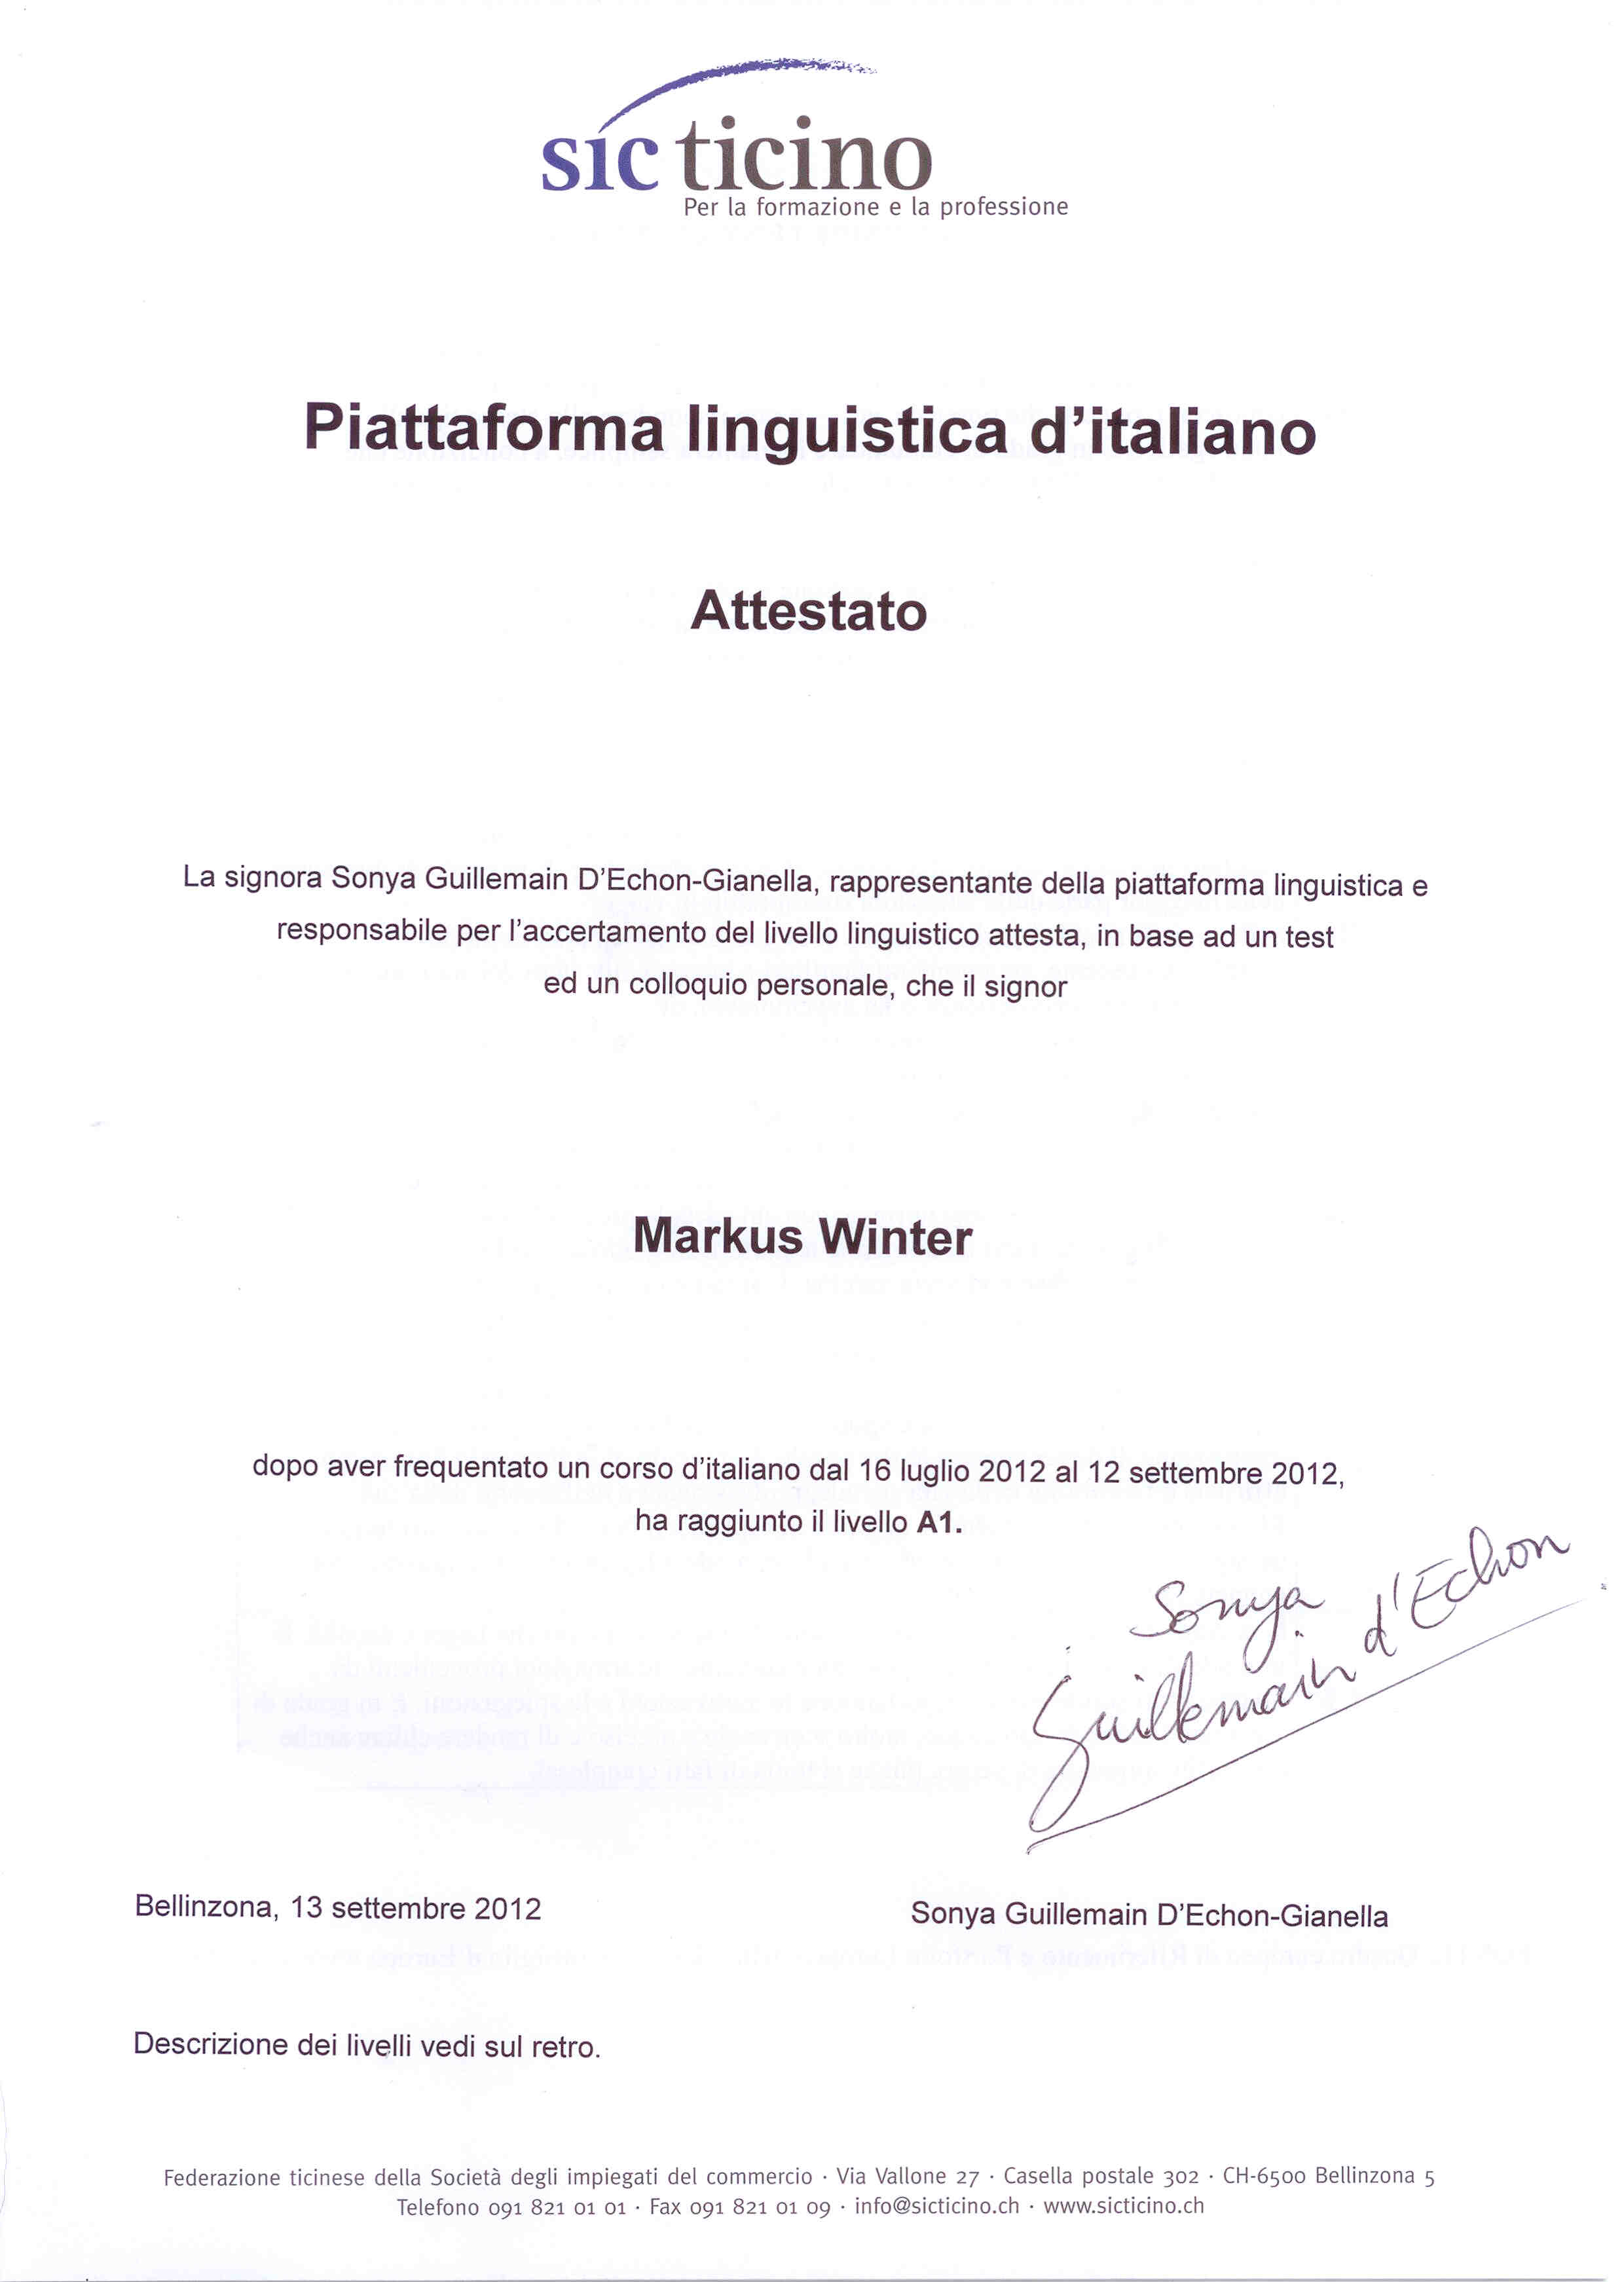 sic ticino
Per la formazione e la professione
Piattaforma linguistica d'italiano
Attestato
La signora Sonya Guillemain D'Echon-Gianella, rappresentante della piattaforma linguistica e
responsabile per l'accertamento del livello linguistico attesta, in base ad un test
ed un colloquio personale, che il signor
Markus Winter
dopo aver frequentato un corso d'italiano dal 16 luglio 2012 al 12 settembre 2012,
ha raggiunto il livello A1.
Sonya
Guillemain d'Echon
Bellinzona, 13 settembre 2012
Sonya Guillemain D'Echon-Gianella
Descrizione dei livelli vedi sul retro.
Federazione ticinese della Società degli impiegati del commercio · Via Vallone 27 · Casella postale 302 · CH-6500 Bellinzona 5
Telefono 091 821 01 01 · Fax 091 821 01 09 · info@sicticino.ch · www.sicticino.ch